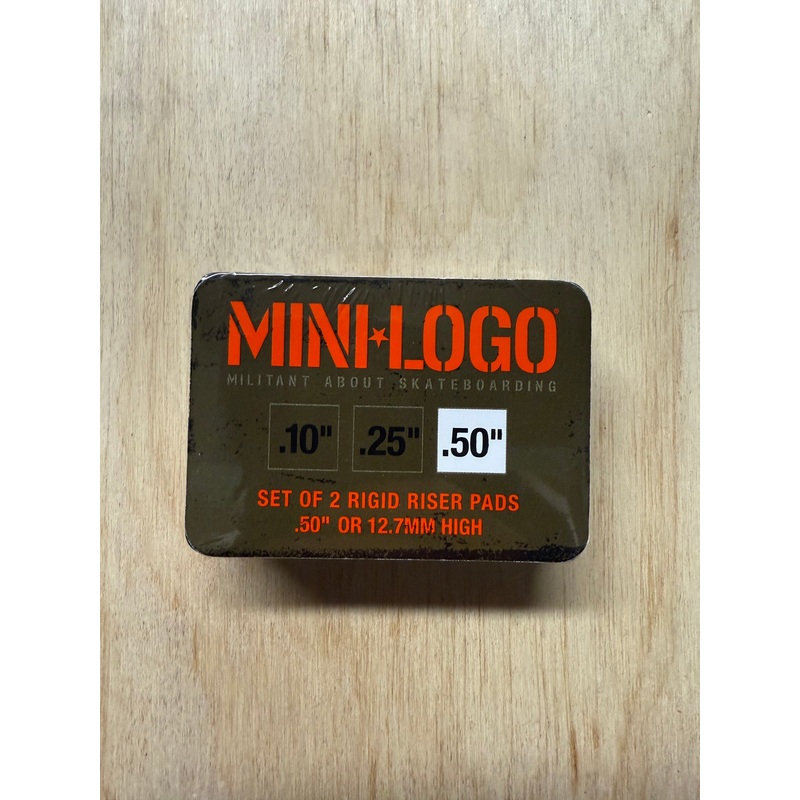 MINI★LOGO®
MILITANT ABOUT SKATEBOARDING
.10" .25" .50"
SET OF 2 RIGID RISER PADS
.50" OR 12.7MM HIGH